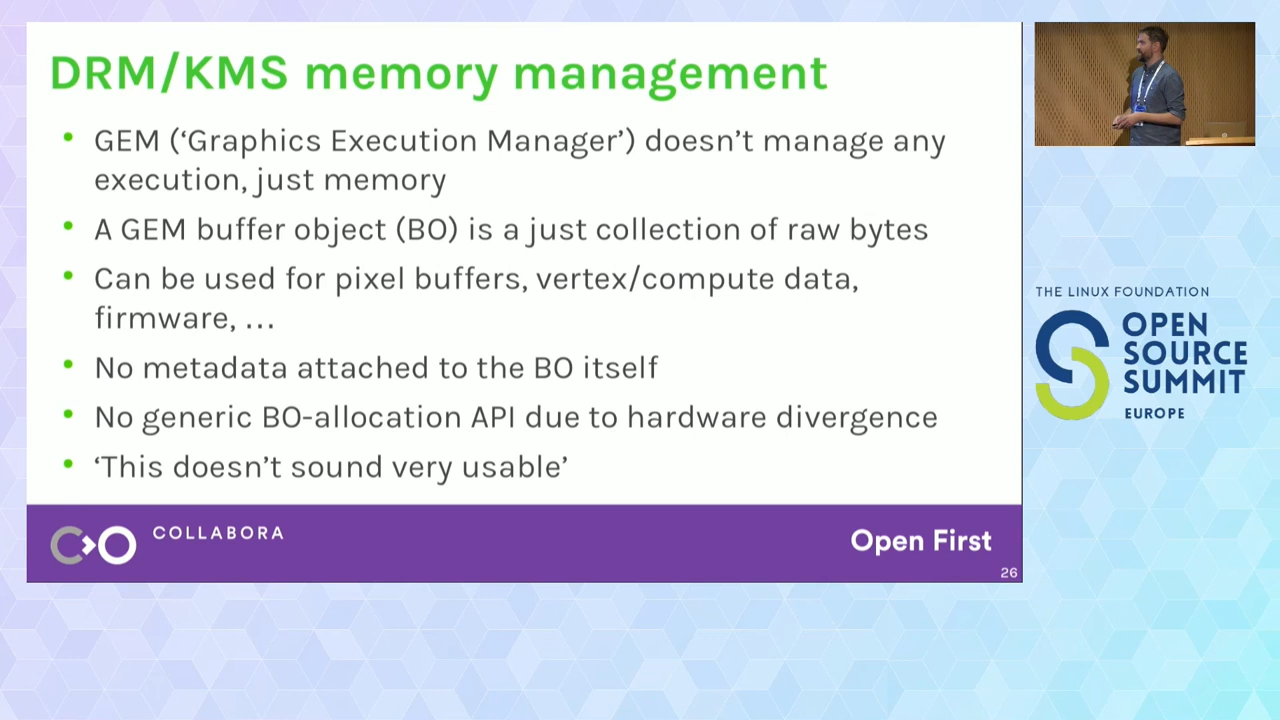 DRM/KMS memory management
• GEM (‘Graphics Execution Manager’) doesn’t manage any
execution, just memory
• A GEM buffer object (BO) is a just collection of raw bytes
• Can be used for pixel buffers, vertex/compute data,
firmware, …
• No metadata attached to the BO itself
• No generic BO-allocation API due to hardware divergence
• ‘This doesn’t sound very usable’
COLLABORA
Open First
26
THE LINUX FOUNDATION
OPEN
SOURCE
SUMMIT
EUROPE